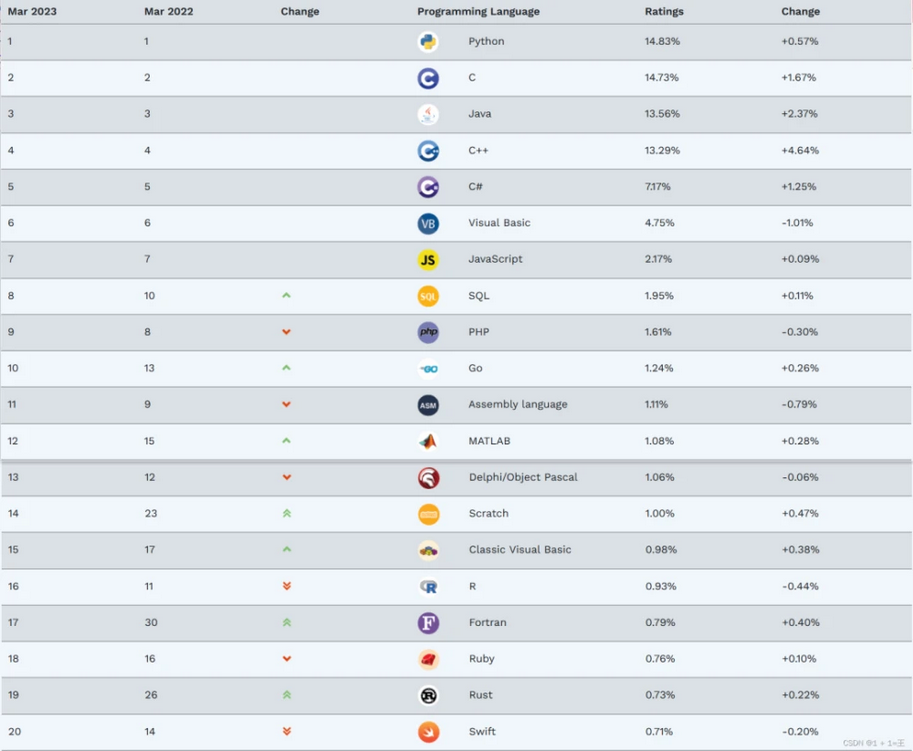 Mar 2023 Mar 2022 Change Programming Language Ratings Change
1 1 Python 14.83% +0.57%
2 2 C 14.73% +1.67%
3 3 Java 13.56% +2.37%
4 4 C++ 13.29% +4.64%
5 5 C# 7.17% +1.25%
6 6 VB Visual Basic 4.75% -1.01%
7 7 JS JavaScript 2.17% +0.09%
8 10 SQL SQL 1.95% +0.11%
9 8 php PHP 1.61% -0.30%
10 13 GO Go 1.24% +0.26%
11 9 ASM Assembly language 1.11% -0.79%
12 15 MATLAB 1.08% +0.28%
13 12 Delphi/Object Pascal 1.06% -0.06%
14 23 Scratch 1.00% +0.47%
15 17 Classic Visual Basic 0.98% +0.38%
16 11 R R 0.93% -0.44%
17 30 F Fortran 0.79% +0.40%
18 16 Ruby 0.76% +0.10%
19 26 R Rust 0.73% +0.22%
20 14 Swift 0.71% -0.20%
CSDN @1 + 1=王